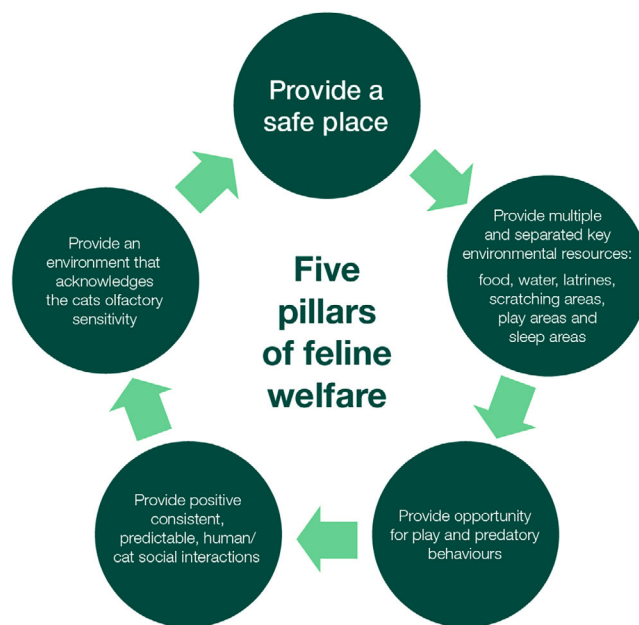 Provide a
safe place
Provide multiple
and separated key
environmental resources:
food, water, latrines,
scratching areas,
play areas and
sleep areas
Provide opportunity
for play and predatory
behaviours
Provide positive
consistent,
predictable, human/
cat social interactions
Provide an
environment that
acknowledges
the cats olfactory
sensitivity
Five
pillars
of feline
welfare